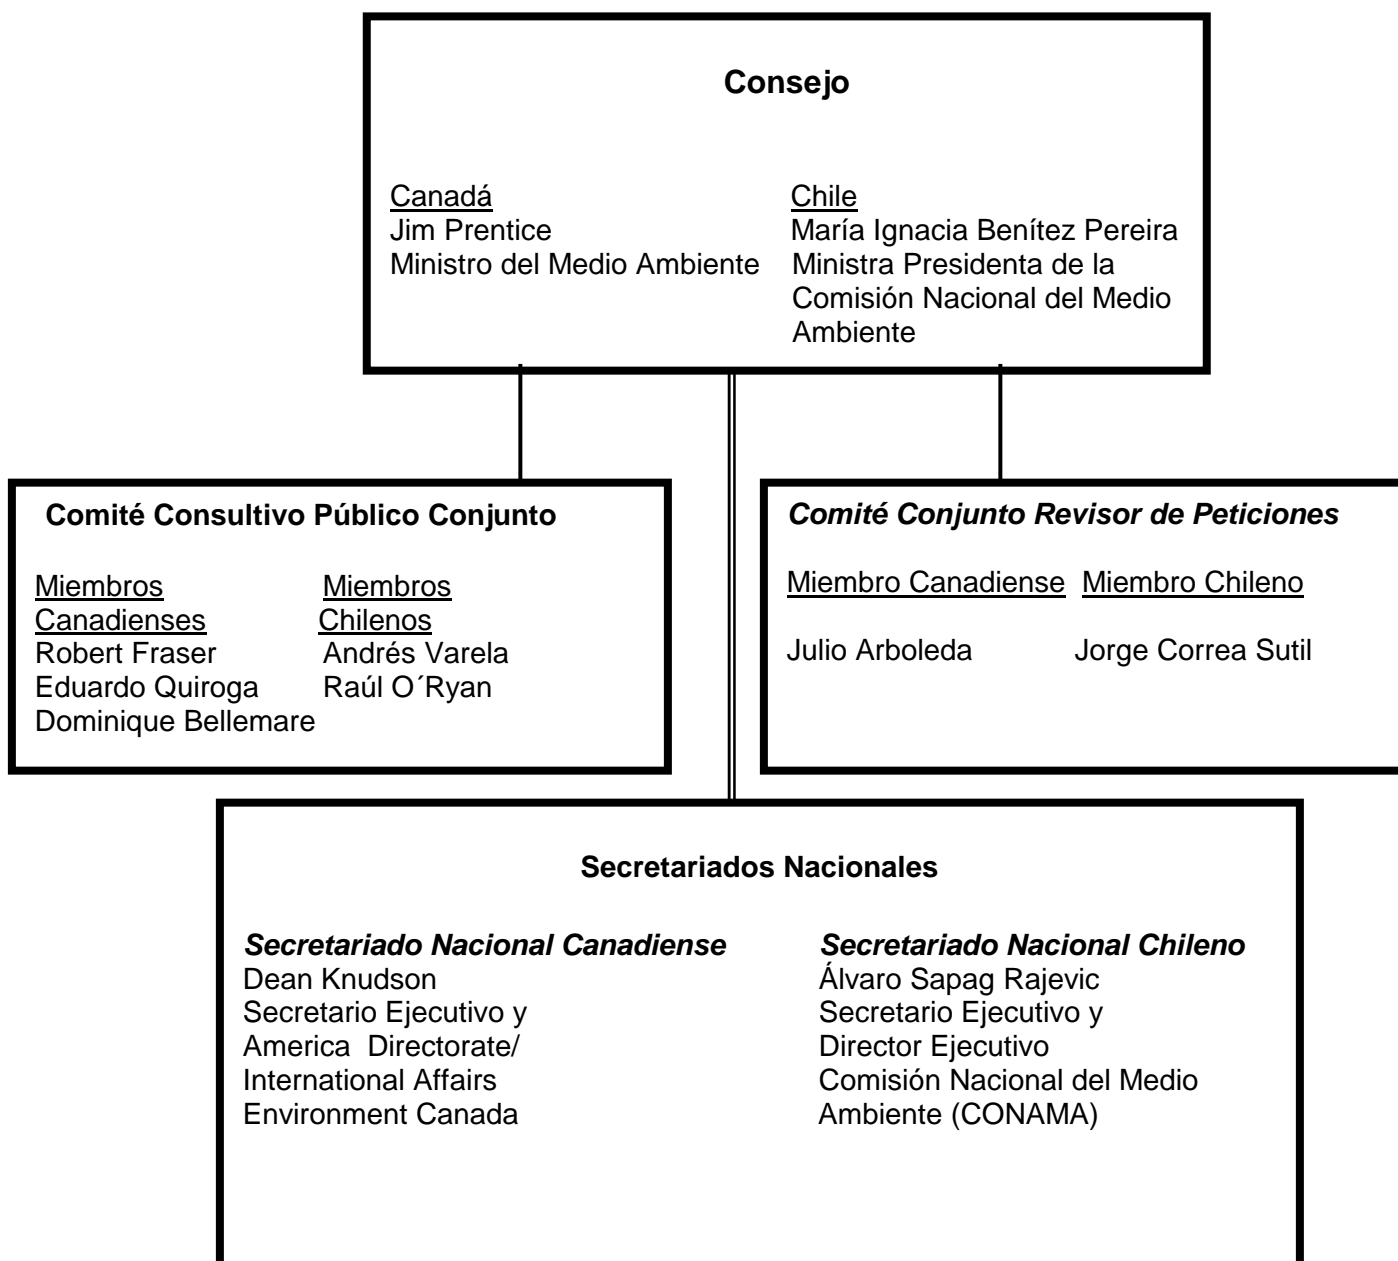 Consejo
Canadá
Jim Prentice
Ministro del Medio Ambiente
Chile
María Ignacia Benítez Pereira
Ministra Presidenta de la
Comisión Nacional del Medio
Ambiente
Comité Consultivo Público Conjunto
Miembros
Canadienses
Robert Fraser
Eduardo Quiroga
Dominique Bellemare
Miembros
Chilenos
Andrés Varela
Raúl O´Ryan
Comité Conjunto Revisor de Peticiones
Miembro Canadiense
Julio Arboleda
Miembro Chileno
Jorge Correa Sutil
Secretariados Nacionales
Secretariado Nacional Canadiense
Dean Knudson
Secretario Ejecutivo y
America  Directorate/
International Affairs
Environment Canada
Secretariado Nacional Chileno
Álvaro Sapag Rajevic
Secretario Ejecutivo y
Director Ejecutivo
Comisión Nacional del Medio
Ambiente (CONAMA)